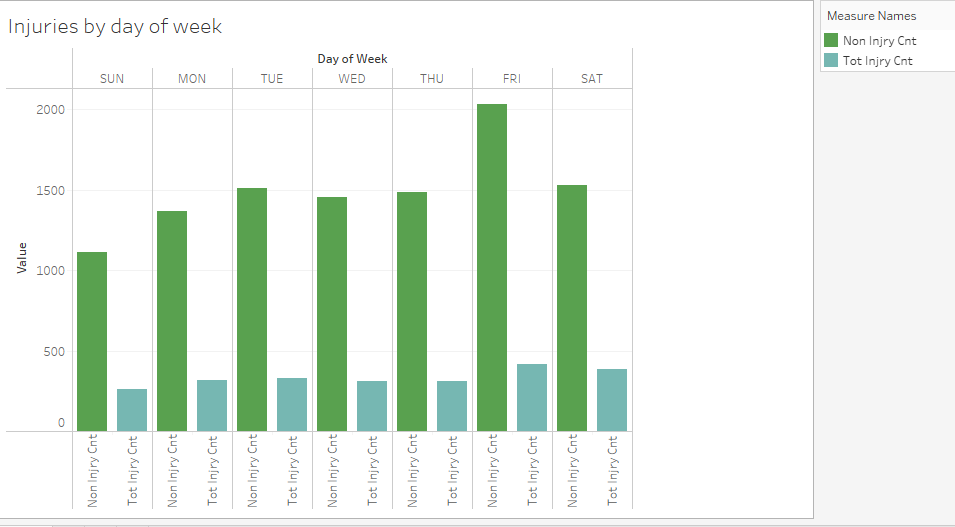 Injuries by day of week
Day of Week
SUN MON TUE WED THU FRI SAT
2000
1500
1000
500
0
Value
Non Injry Cnt Tot Injry Cnt Non Injry Cnt Tot Injry Cnt Non Injry Cnt Tot Injry Cnt Non Injry Cnt Tot Injry Cnt Non Injry Cnt Tot Injry Cnt Non Injry Cnt Tot Injry Cnt Non Injry Cnt Tot Injry Cnt
Measure Names
Non Injry Cnt
Tot Injry Cnt